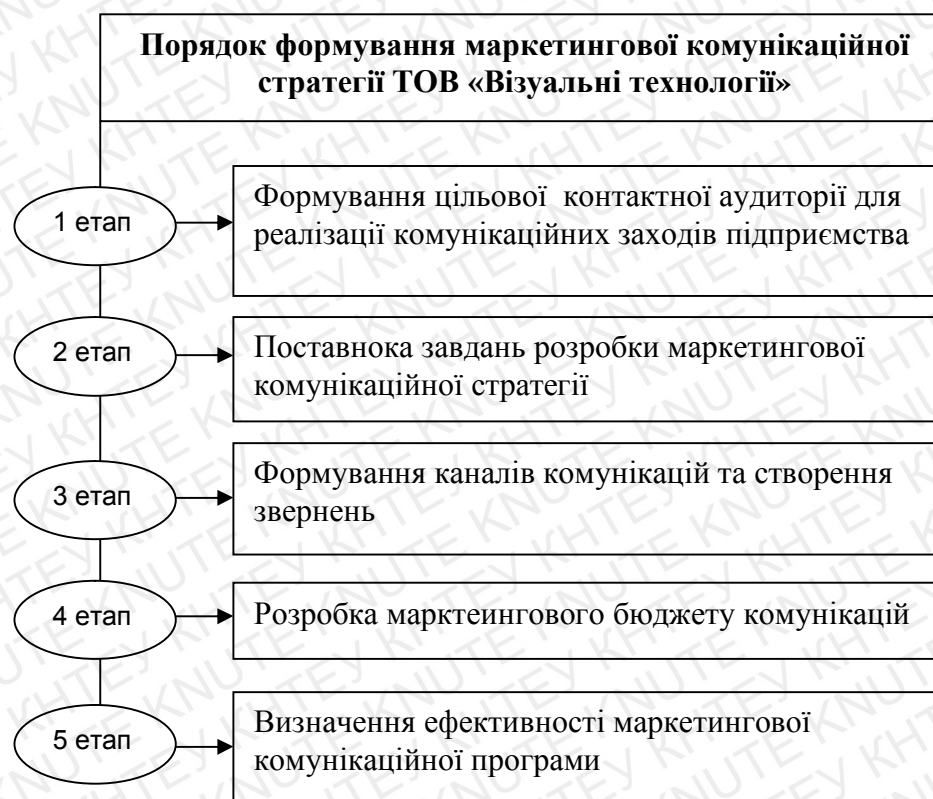 Порядок формування маркетингової комунікаційної
стратегії ТОВ «Візуальні технології»
1 етап
Формування цільової контактної аудиторії для
реалізації комунікаційних заходів підприємства
2 етап
Поставнока завдань розробки маркетингової
комунікаційної стратегії
3 етап
Формування каналів комунікацій та створення
звернень
4 етап
Розробка марктеингового бюджету комунікацій
5 етап
Визначення ефективності маркетингової
комунікаційної програми